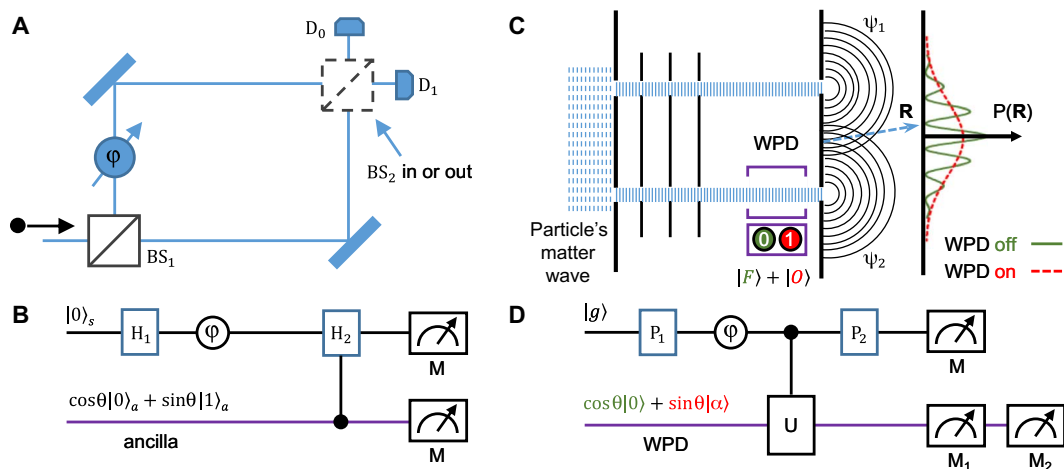 A
D₀
D₁
φ
BS₂ in or out
BS₁
B
|0⟩ₛ
H₁
φ
H₂
M
cosθ|0⟩ₐ + sinθ|1⟩ₐ
ancilla
M
C
ψ₁
R
P(R)
WPD
Particle's
matter
wave
0 1
|F⟩ + |O⟩
ψ₂
WPD off
WPD on
D
|g⟩
P₁
φ
P₂
M
cosθ|0⟩ + sinθ|α⟩
WPD
U
M₁
M₂